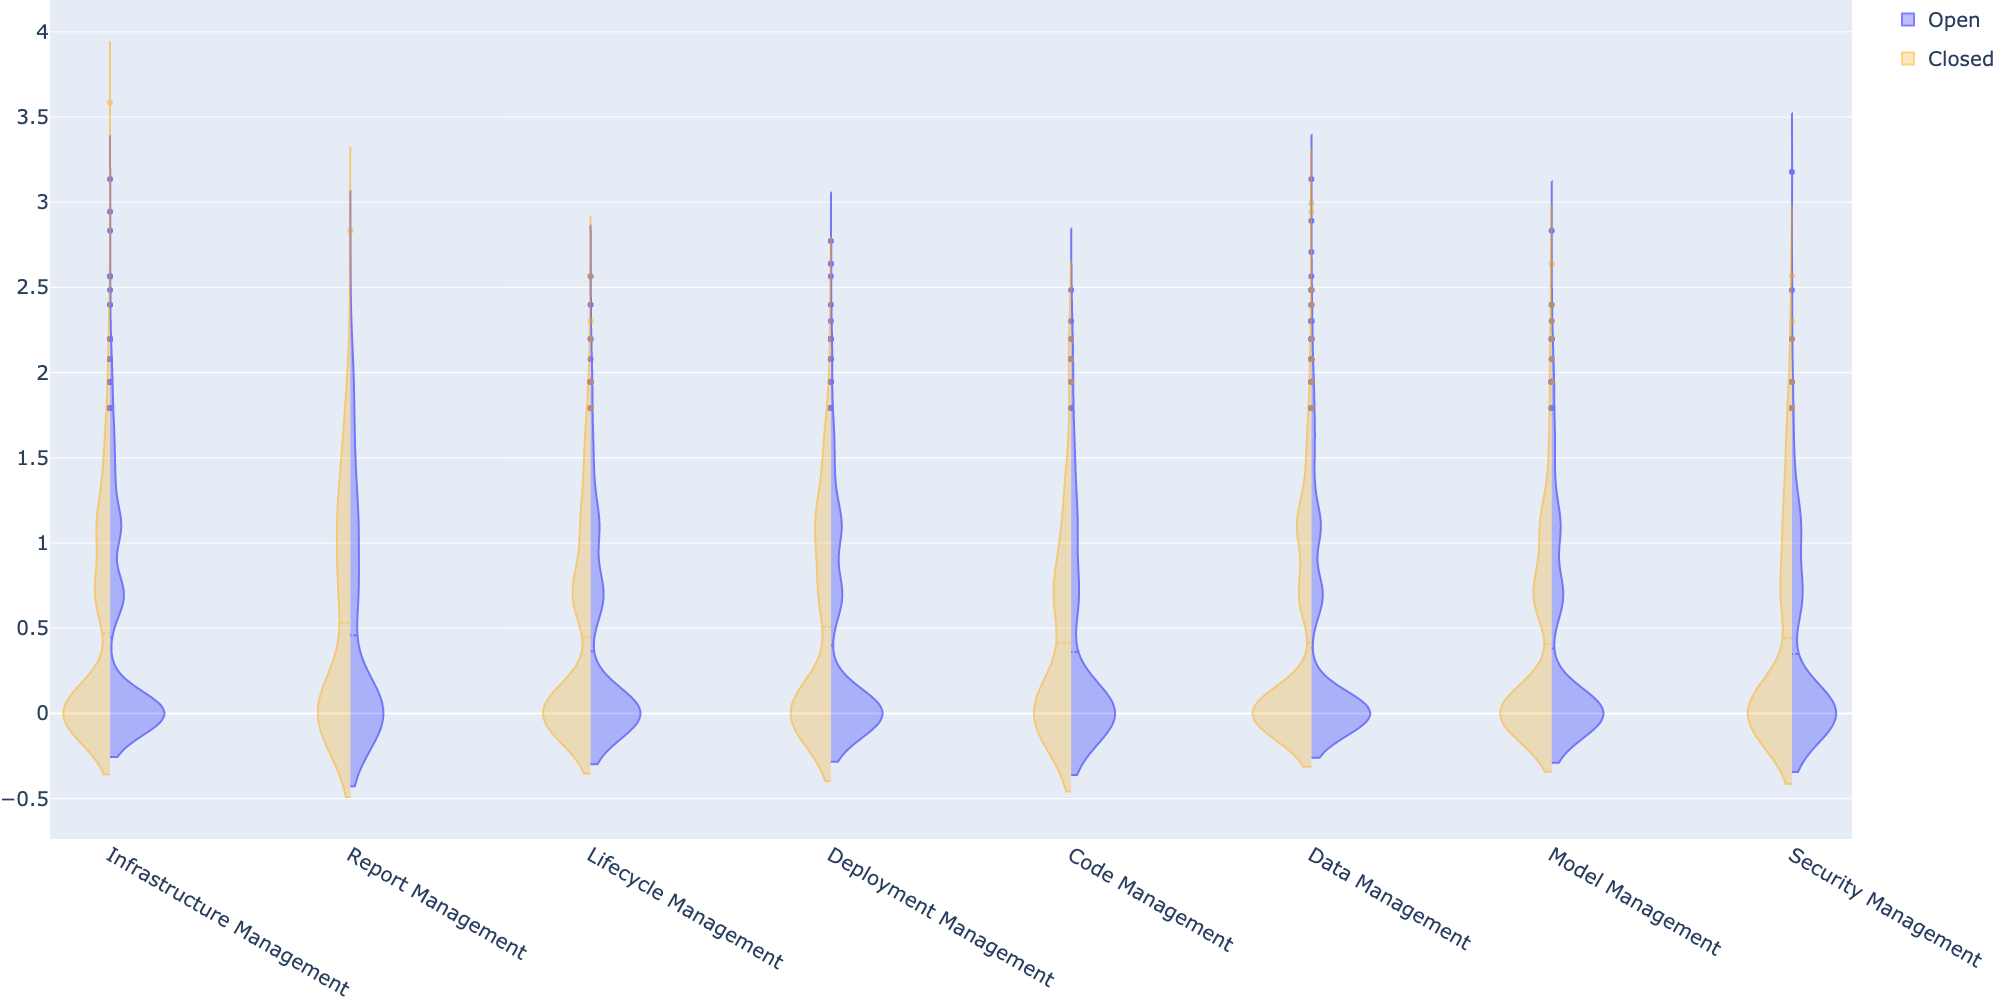 Open
Closed
4
3.5
3
2.5
2
1.5
1
0.5
0
−0.5
Infrastructure Management
Report Management
Lifecycle Management
Deployment Management
Code Management
Data Management
Model Management
Security Management